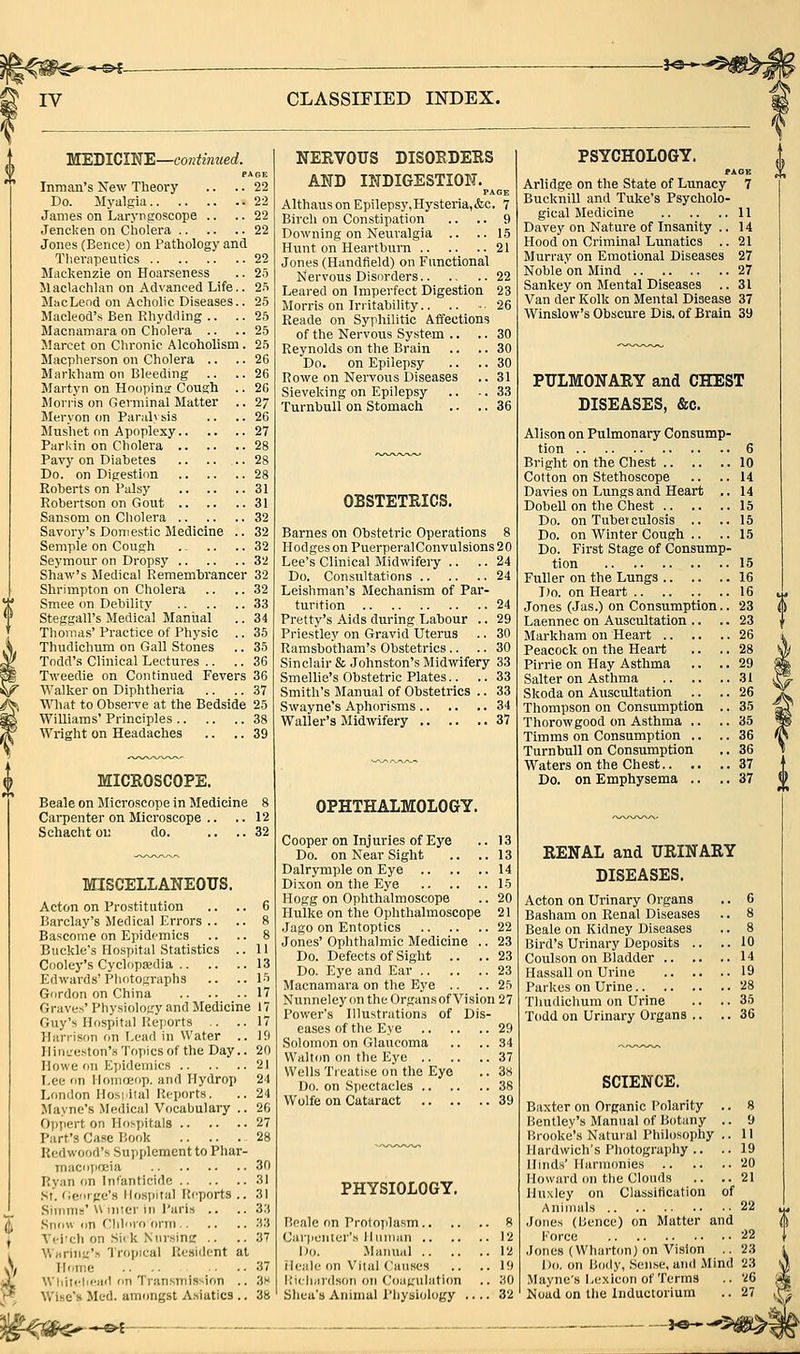 IV CLASSIFIED INDEX.
MEDICINE—continued.
PAGE
Inman's New Theory .. .. 22
Do. Myalgia .. .. .. .. 22
James on Laryngoscope .. .. 22
Jencken on Cholera .. .. .. 22
Jones (Bence) on Pathology and
Therapeutics .. .. .. .. 22
Mackenzie on Hoarseness .. 25
Maclachlan on Advanced Life .. 25
MacLeod on Acholic Diseases .. 25
Macleod's Ben Rhydding .. .. 25
Macnamara on Cholera .. .. 25
Marcet on Chronic Alcoholism . 25
Macpherson on Cholera .. .. 26
Markham on Bleeding .. .. 26
Martyn on Hooping Cough .. 26
Morris on Germinal Matter .. 27
Meryon on Paralysis .. .. 26
Mushet on Apoplexy .. .. .. 27
Parkin on Cholera .. .. .. 28
Pavy on Diabetes .. .. .. 28
Do. on Digestion .. .. .. 28
Roberts on Palsy .. .. .. 31
Robertson on Gout .. .. .. 31
Sansom on Cholera .. .. .. 32
Savory's Domestic Medicine .. 32
Semple on Cough .. .. .. 32
Seymour on Dropsy .. .. .. 32
Shaw's Medical Remembrancer 32
Shrimpton on Cholera .. .. 32
Smee on Debility .. .. .. 33
Steggall's Medical Manual .. 34
Thomas' Practice of Physic .. 35
Thudichum on Gall Stones .. 35
Todd's Clinical Lectures .. .. 36
Tweedie on Continued Fevers 36
Walker on Diphtheria .. .. 37
What to Observe at the Bedside 25
Williams' Principles .. .. .. 38
Wright on Headaches .. .. 39
MICROSCOPE.
Beale on Microscope in Medicine 8
Carpenter on Microscope .. .. 12
Schacht on do. .. .. 32
MISCELLANEOUS.
Acton on Prostitution .. .. 6
Barclay's Medical Errors .. .. 8
Bascome on Epidemics .. .. 8
Buckle's Hospital Statistics .. 11
Cooley's Cyclopædia .. .. .. 13
Edwards' Photographs .. .. 15
Gordon on China .. .. .. 17
Graves' Physiology and Medicine 17
Guy's Hospital Reports .. .. 17
Harrison on Lead in Water .. 19
Hingeston's Topics of the Day .. 20
Howe on Epidemics .. .. .. 21
Lee on Homœop. and Hydrop 24
London Hospital Reports. .. 24
Mayne's Medical Vocabulary .. 26
Oppert on Hospitals .. .. .. 27
Part's Case Book .. .. .. 28
Redwood's Supplement to Phar-
macopœia .. .. .. .. .. 30
Ryan on Infanticide .. .. .. 31
St. George's Hospital Reports .. 31
Simms' Winter in Paris .. .. 33
Snow on Chloroform .. .. .. 33
Veitch on Sick Nursing .. .. 37
Waring's Tropical Resident at
Home .. .. .. .. 37
Whitehead on Transmission .. 38
Wise's Med. amongst Asiatics .. 38
NERVOUS DISORDERS
AND INDIGESTION.
PAGE
Althaus on Epilepsy, Hysteria, &c. 7
Birch on Constipation .. .. 9
Downing on Neuralgia .. .. 15
Hunt on Heartburn .. .. .. 21
Jones (Handfield) on Functional
Nervous Disorders .. .. .. 22
Leared on Imperfect Digestion 23
Morris on Irritability .. .. .. 26
Reade on Syphilitic Affections
of the Nervous System .. .. 30
Reynolds on the Brain .. .. 30
Do. on Epilepsy .. .. 30
Rowe on Nervous Diseases .. 31
Sieveking on Epilepsy .. .. 33
Turnbull on Stomach .. .. 36
OBSTETRICS.
Barnes on Obstetric Operations 8
Hodges on Puerperal Convulsions 20
Lee's Clinical Midwifery .. .. 24
Do. Consultations .. .. .. 24
Leishman's Mechanism of Par-
turition .. .. .. .. .. 24
Pretty's Aids during Labour .. 29
Priestley on Gravid Uterus .. 30
Ramsbotham's Obstetrics .. .. 30
Sinclair & Johnston's Midwifery 33
Smellie's Obstetric Plates .. .. 33
Smith's Manual of Obstetrics .. 33
Swayne's Aphorisms .. .. .. 34
Waller's Midwifery .. .. .. 37
OPHTHALMOLOGY.
Cooper on Injuries of Eye .. 13
Do. on Near Sight .. .. 13
Dalrymple on Eye .. .. .. 14
Dixon on the Eye .. .. .. 15
Hogg on Ophthalmoscope .. 20
Hulke on the Ophthalmoscope 21
Jago on Entoptics .. .. .. 22
Jones' Ophthalmic Medicine .. 23
Do. Defects of Sight .. .. 23
Do. Eye and Ear .. .. .. 23
Macnamara on the Eye .. .. 25
Nunneley on the Organs of Vision 27
Power's Illustrations of Dis-
eases of the Eye .. .. .. 29
Solomon on Glaucoma .. .. 34
Walton on the Eye .. .. .. 37
Wells Treatise on the Eye .. 38
Do. on Spectacles .. .. .. 38
Wolfe on Cataract .. .. .. 39
PHYSIOLOGY.
Beale on Protoplasm .. .. .. 8
Carpenter's Human .. .. .. 12
Do. Manual .. .. .. 12
Heale on Vital Causes .. .. 19
Richardson on Coagulation .. 30
Shea's Animal Physiology .... 32
PSYCHOLOGY.
PAGE
Arlidge on the State of Lunacy 7
Bucknill and Tuke's Psycholo-
gical Medicine .. .. .. .. 11
Davey on Nature of Insanity .. 14
Hood on Criminal Lunatics .. 21
Murray on Emotional Diseases 27
Noble on Mind .. .. .. .. 27
Sankey on Mental Diseases .. 31
Van der Kolk on Mental Disease 37
Winslow's Obscure Dis. of Brain 39
PULMONARY and CHEST
DISEASES, &c.
Alison on Pulmonary Consump-
tion .. .. .. .. .. .. 6
Bright on the Chest .. .. .. 10
Cotton on Stethoscope .. .. 14
Davies on Lungs and Heart .. 14
Dobell on the Chest .. .. .. 15
Do. on Tuberculosis .. .. 15
Do. on Winter Cough .. .. 15
Do. First Stage of Consump-
tion .. .. .. .. .. 15
Fuller on the Lungs .. .. .. 16
Do. on Heart .. .. .. .. 16
Jones (Jas.) on Consumption .. 23
Laennec on Auscultation .. .. 23
Markham on Heart .. .. .. 26
Peacock on the Heart .. .. 28
Pirrie on Hay Asthma .. .. 29
Salter on Asthma .. .. .. 31
Skoda on Auscultation .. .. 26
Thompson on Consumption .. 35
Thorowgood on Asthma .. .. 35
Timms on Consumption .. .. 36
Turnbull on Consumption .. 36
Waters on the Chest .. .. .. 37
Do. on Emphysema .. .. 37
RENAL and URINARY
DISEASES.
Acton on Urinary Organs .. 6
Basham on Renal Diseases .. 8
Beale on Kidney Diseases .. 8
Bird's Urinary Deposits .. .. 10
Coulson on Bladder .. .. .. 14
Hassall on Urine .. .. .. 19
Parkes on Urine .. .. .. .. 28
Thudichum on Urine .. .. 35
Todd on Urinary Organs .. .. 36
SCIENCE.
Baxter on Organic Polarity .. 8
Bentley's Manual of Botany .. 9
Brooke's Natural Philosophy .. 11
Hardwich's Photography .. .. 19
Hinds' Harmonies .. .. .. 20
Howard on the Clouds .. .. 21
Huxley on Classification of
Animals .. .. .. .. .. 22
Jones (Bence) on Matter and
Force .. .. .. .. .. 22
Jones (Wharton) on Vision .. 23
Do. on Body, Sense, and Mind 23
Mayne's Lexicon of Terms .. 26
Noad on the Inductorium .. 27